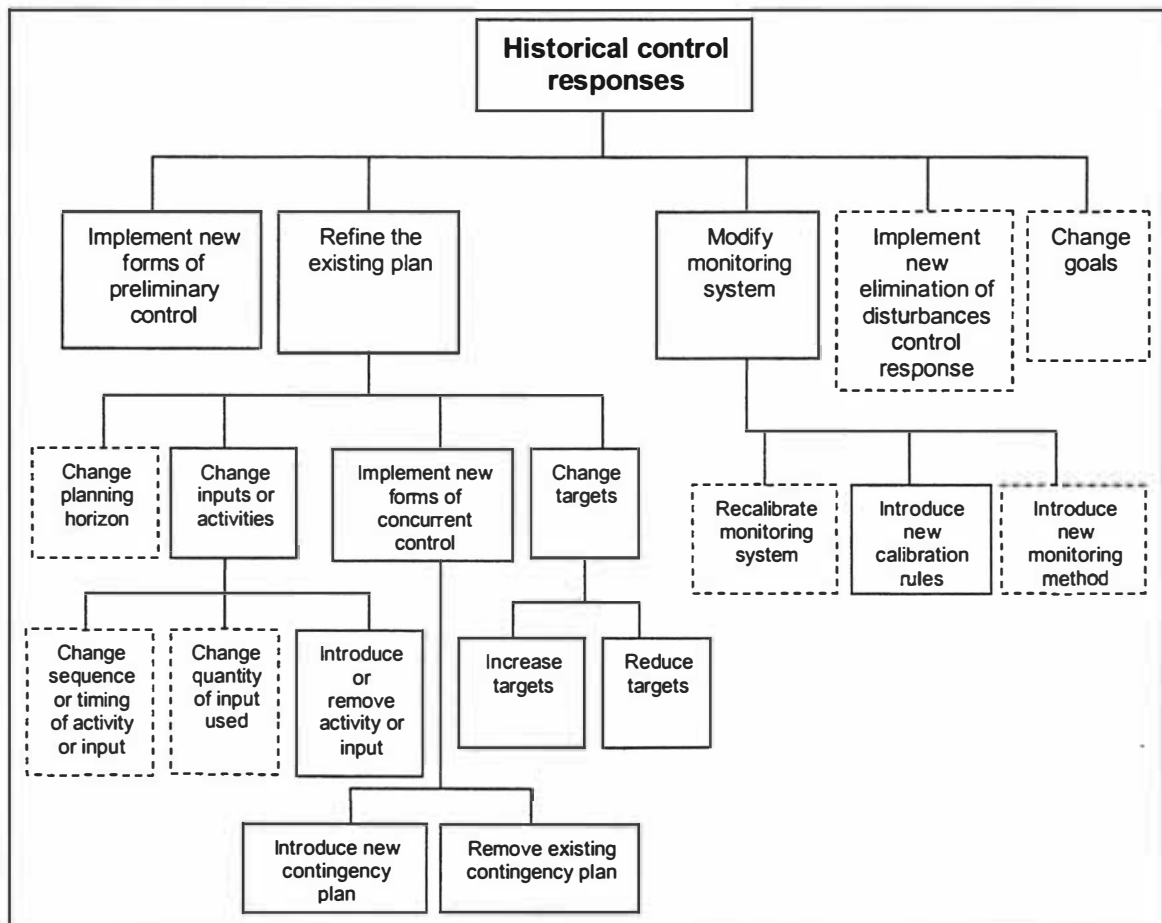 Historical control
responses
Implement new
forms of
preliminary
control
Refine the
existing plan
Modify
monitoring
system
Implement
new
elimination of
disturbances
control
response
Change
goals
Change
planning
horizon
Change
inputs or
activities
Implement new
forms of
concurrent
control
Change
targets
Recalibrate
monitoring
system
Introduce
new
calibration
rules
Introduce
new
monitoring
method
Change
sequence
or timing
of activity
or input
Change
quantity
of input
used
Introduce
or
remove
activity or
input
Increase
targets
Reduce
targets
Introduce new
contingency
plan
Remove existing
contingency plan